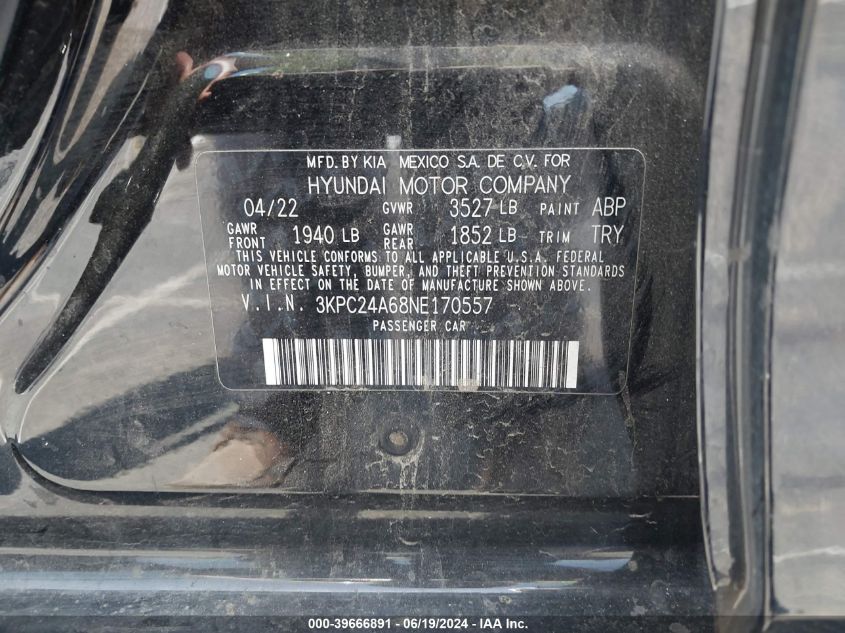 MFD. BY KIA MEXICO S.A. DE C.V. FOR
HYUNDAI MOTOR COMPANY
04/22 GVWR 3527 LB PAINT ABP
GAWR FRONT 1940 LB GAWR REAR 1852 LB TRIM TRY
THIS VEHICLE CONFORMS TO ALL APPLICABLE U.S.A. FEDERAL
MOTOR VEHICLE SAFETY, BUMPER, AND THEFT PREVENTION STANDARDS
IN EFFECT ON THE DATE OF MANUFACTURE SHOWN ABOVE.
V.I.N. 3KPC24A68NE170557
PASSENGER CAR
000-39666891 - 06/19/2024 - IAA Inc.